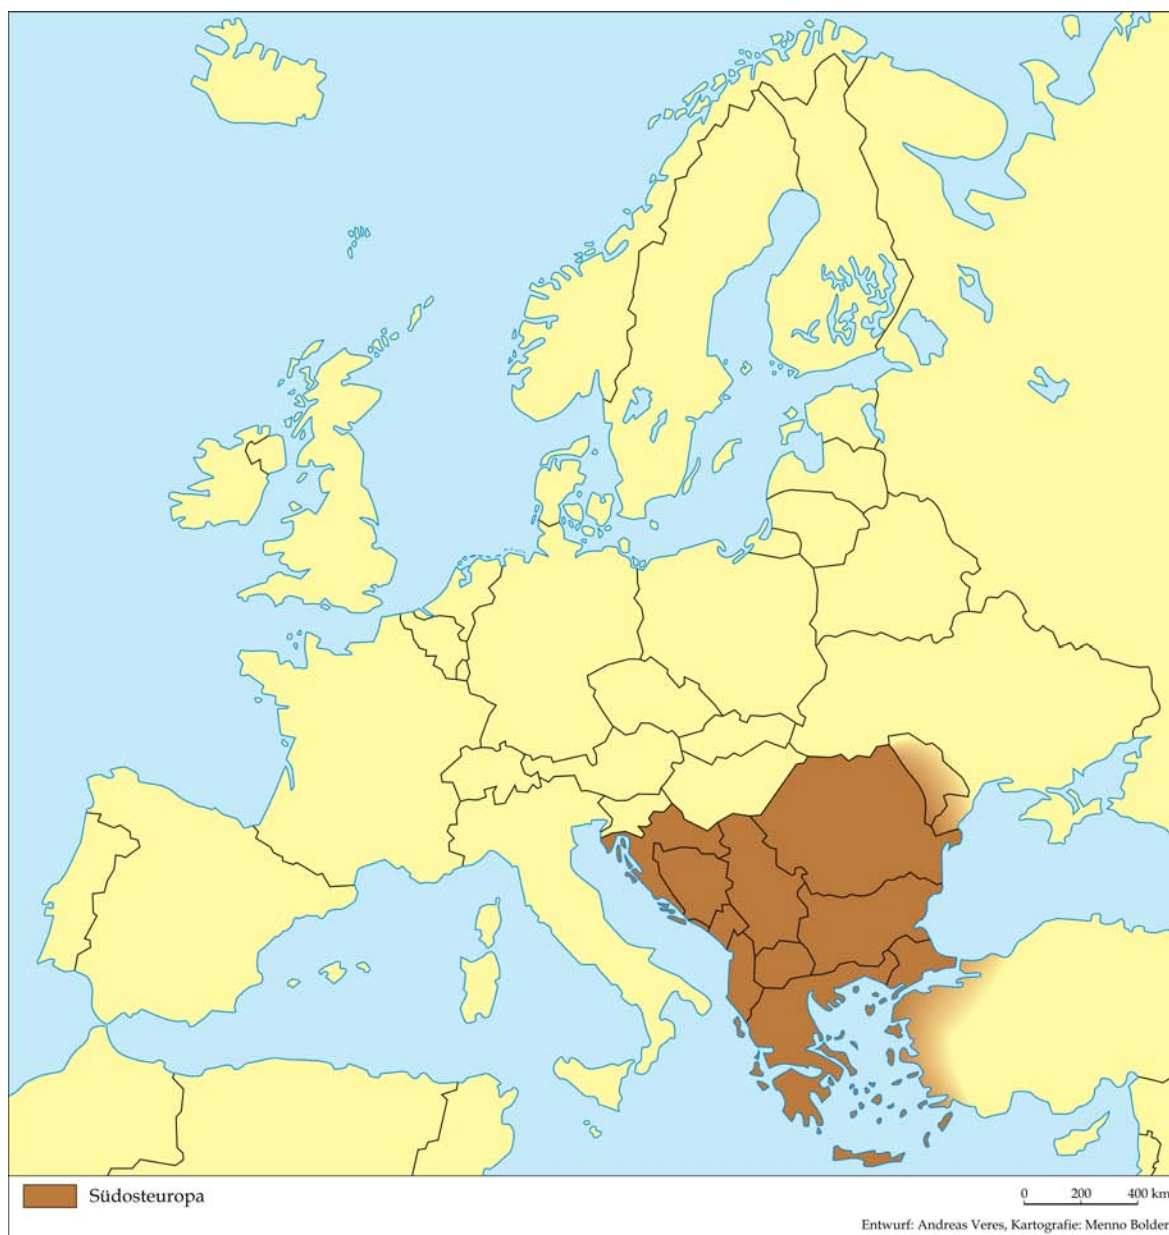 Südosteuropa
0 200 400 km
Entwurf: Andreas Veres, Kartografie: Menno Bolder